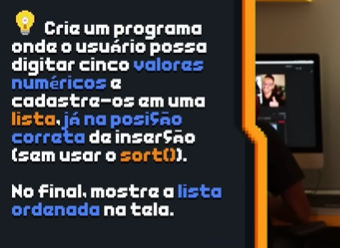 Crie um programa
onde o usuário possa
digitar cinco valores
numéricos e
cadastre-os em uma
lista, já na posição
correta de inserção
(sem usar o sort()).
No final, mostre a lista
ordenada na tela.